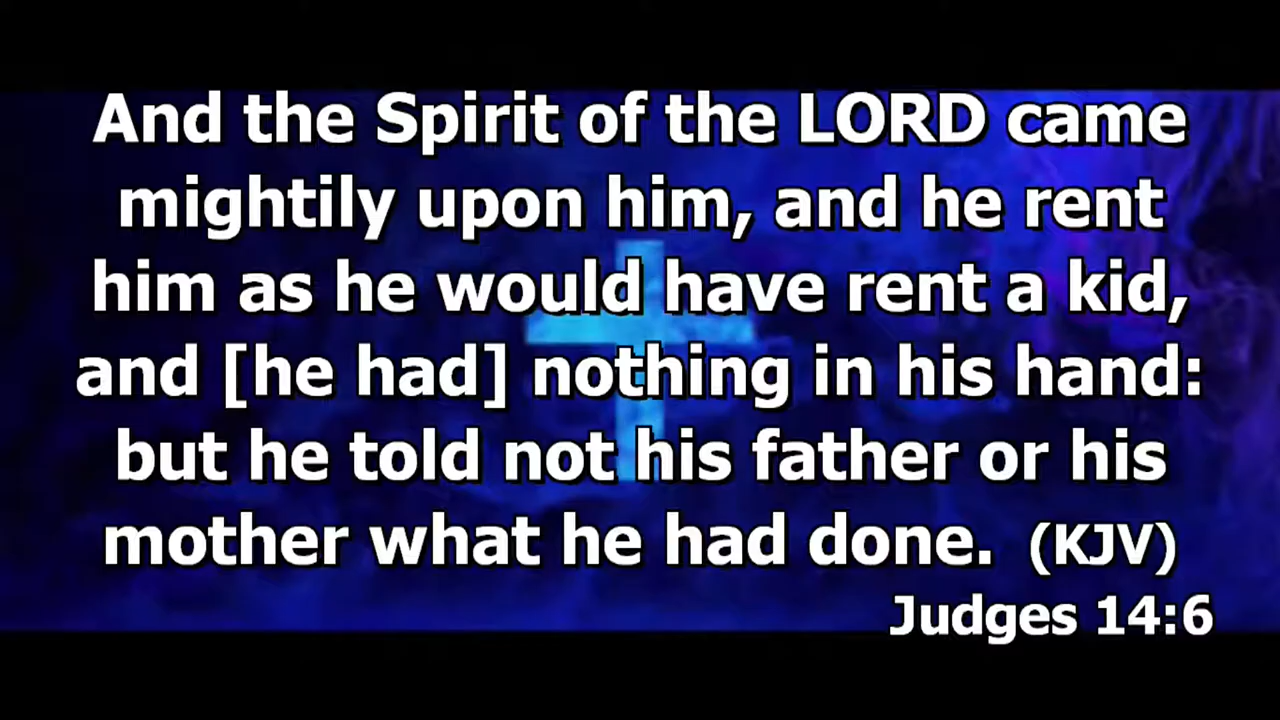 And the Spirit of the LORD came
mightily upon him, and he rent
him as he would have rent a kid,
and [he had] nothing in his hand:
but he told not his father or his
mother what he had done. (KJV)
Judges 14:6